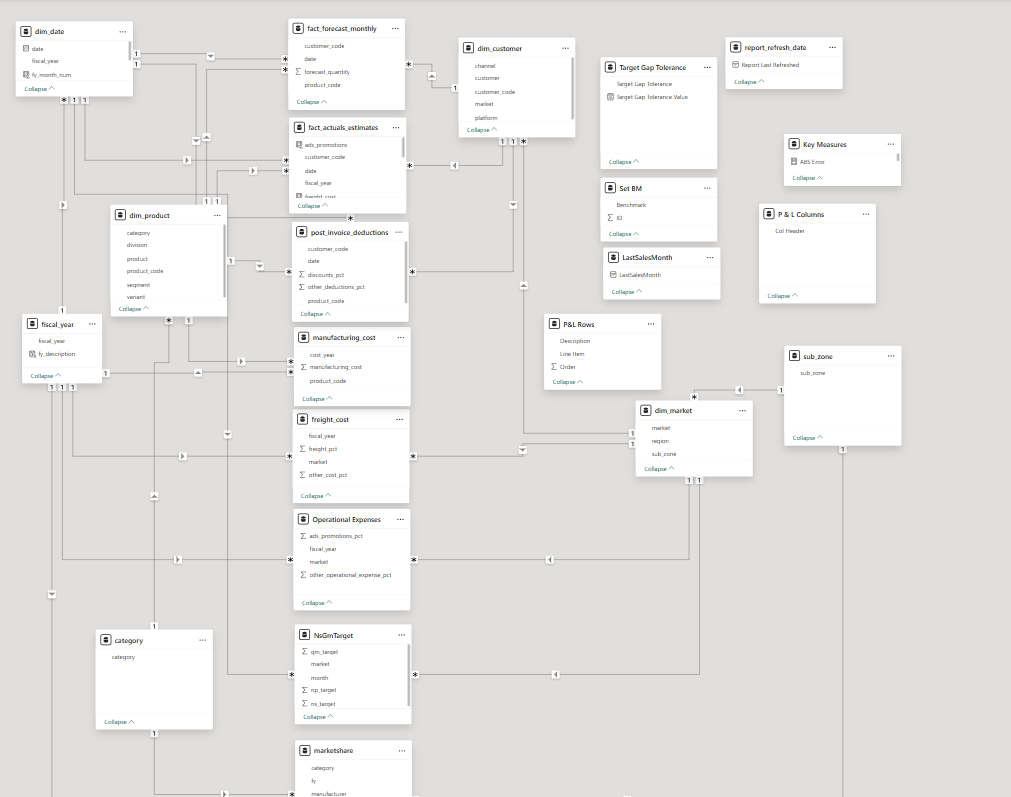 dim_date
date
fiscal_year
fy_month_num
Collapse
fact_forecast_monthly
customer_code
date
forecast_quantity
product_code
Collapse
dim_customer
channel
customer
customer_code
market
platform
Collapse
Target Gap Tolerance
Target Gap Tolerance
Target Gap Tolerance Value
Collapse
report_refresh_date
Report Last Refreshed
Collapse
fact_actuals_estimates
ads_promotions
customer_code
date
fiscal_year
freight_cost
Collapse
Key Measures
ABS Error
Collapse
Set BM
Benchmark
ID
Collapse
dim_product
category
division
product
product_code
segment
variant
Collapse
post_invoice_deductions
customer_code
date
discounts_pct
other_deductions_pct
product_code
Collapse
P & L Columns
Col Header
Collapse
LastSalesMonth
LastSalesMonth
Collapse
fiscal_year
fiscal_year
fy_description
Collapse
manufacturing_cost
cost_year
manufacturing_cost
product_code
Collapse
P&L Rows
Description
Line Item
Order
Collapse
sub_zone
sub_zone
Collapse
dim_market
market
region
sub_zone
Collapse
freight_cost
fiscal_year
freight_pct
market
other_cost_pct
Collapse
Operational Expenses
ads_promotions_pct
fiscal_year
market
other_operational_expense_pct
Collapse
category
category
Collapse
NsGmTarget
gm_target
market
month
np_target
ns_target
Collapse
marketshare
category
fy
manufacturer